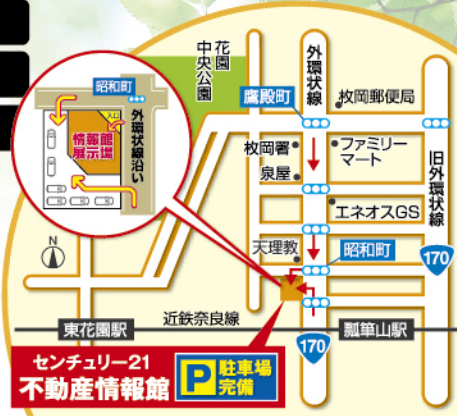 花園
中央公園
外環状線
昭和町
鷹殿町
枚岡郵便局
入口
情報館
展示場
外環状線沿い
枚岡署
泉屋
ファミリー
マート
旧外環状線
エネオスGS
天理教
昭和町
170
N
近鉄奈良線
東花園駅
瓢箪山駅
170
センチュリー21
不動産情報館
P
駐車場
完備